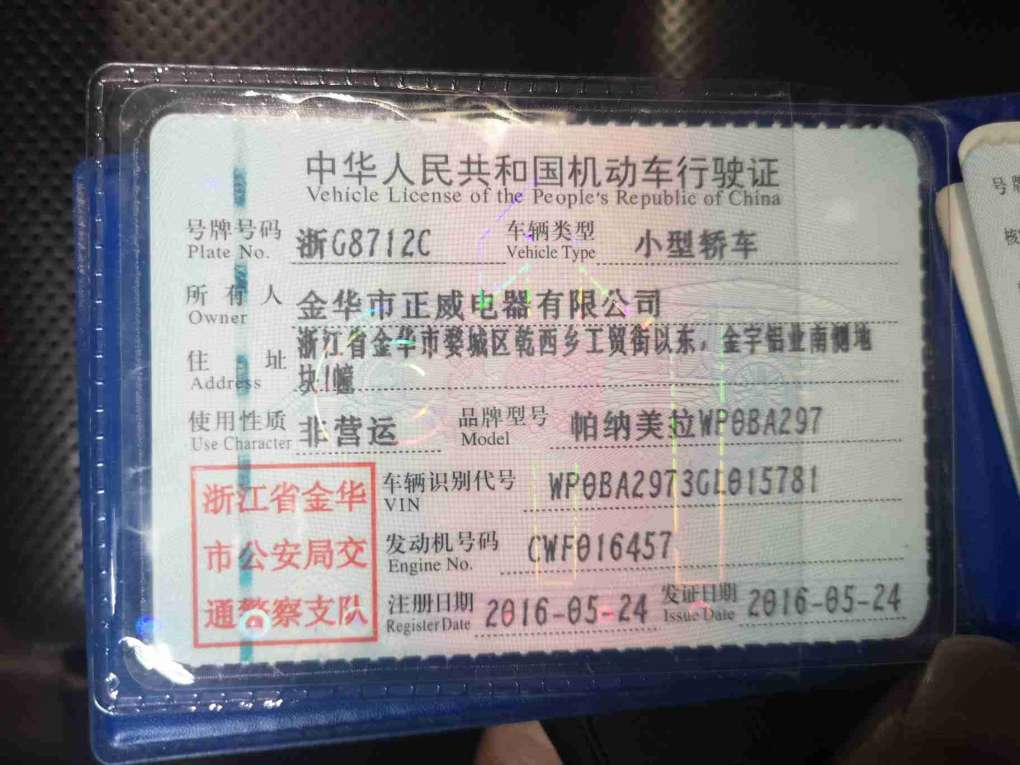 中华人民共和国机动车行驶证
Vehicle License of the People's Republic of China
号牌号码 浙G8712C 车辆类型 小型轿车
Plate No. Vehicle Type
所有人 金华市正威电器有限公司
Owner
浙江省金华市婺城区乾西乡工贸街以东，金宇铝业南侧地
住址 块1幢
Address
使用性质 非营运 品牌型号 帕纳美拉WP0BA297
Use Character Model
车辆识别代号 WP0BA2973GL015781
VIN
发动机号码 CWF016457
Engine No.
注册日期 2016-05-24 发证日期 2016-05-24
Register Date Issue Date
浙江省金华
市公安局交
通警察支队
号牌
核